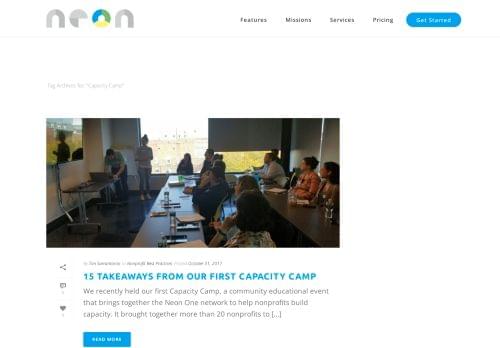 neon
Features Missions Services Pricing Get Started
Tag Archives for: "Capacity Camp"
By Tim Sarrantonio In Nonprofit Best Practices Posted October 31, 2017
15 TAKEAWAYS FROM OUR FIRST CAPACITY CAMP
We recently held our first Capacity Camp, a community educational event
that brings together the Neon One network to help nonprofits build
capacity. It brought together more than 20 nonprofits to [...]
READ MORE